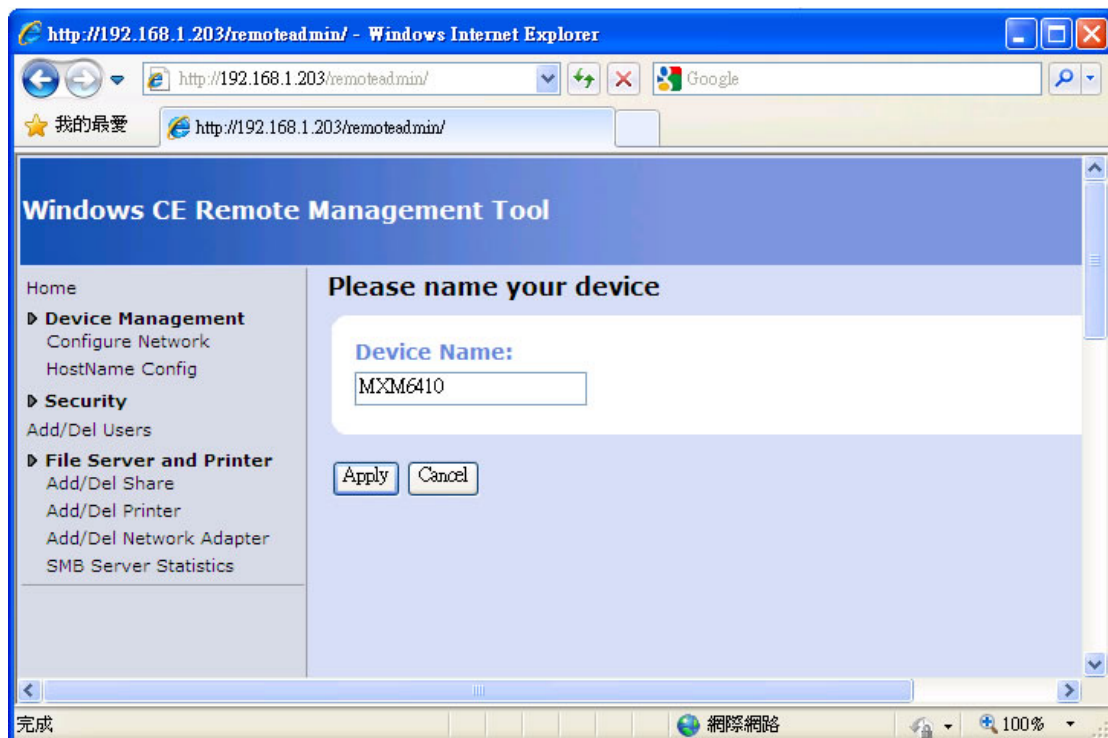 http://192.168.1.203/remoteadmin/ - Windows Internet Explorer
http://192.168.1.203/remoteadmin/
Google
我的最愛
http://192.168.1.203/remoteadmin/
Windows CE Remote Management Tool
Home
Device Management
Configure Network
HostName Config
Security
Add/Del Users
File Server and Printer
Add/Del Share
Add/Del Printer
Add/Del Network Adapter
SMB Server Statistics
Please name your device
Device Name:
MXM6410
Apply
Cancel
完成
網際網路
100%